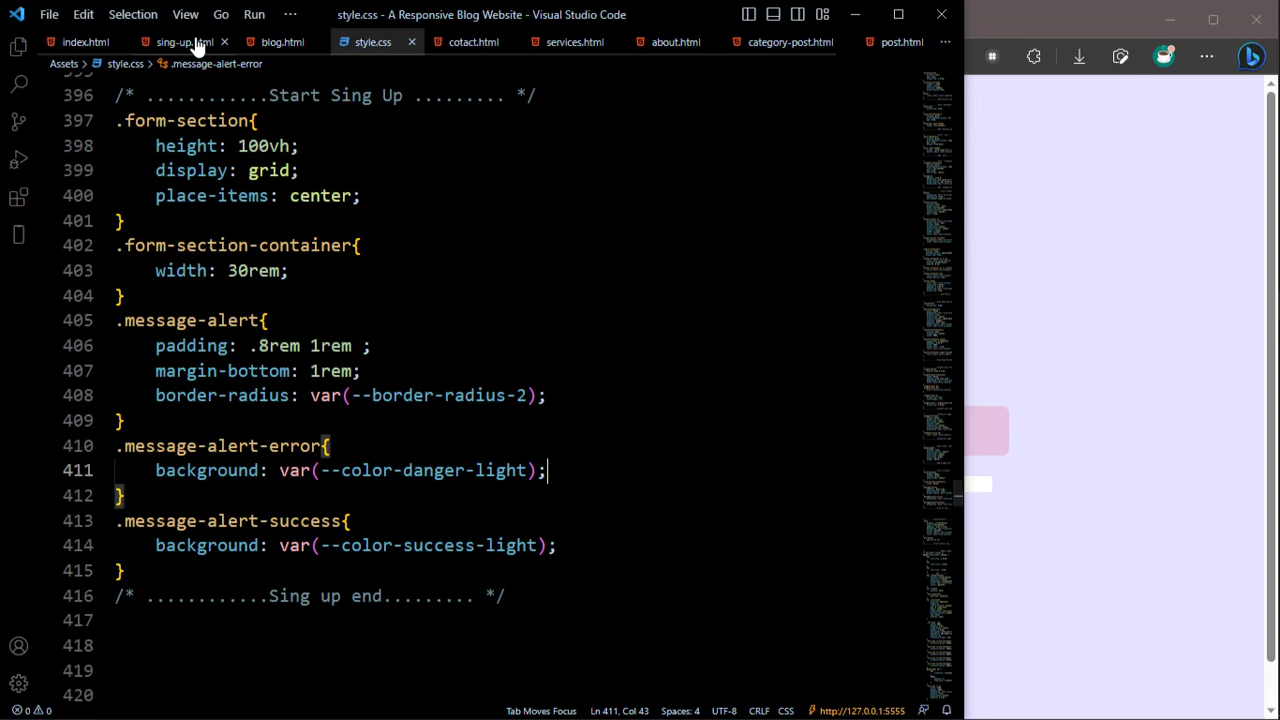 File Edit Selection View Go Run ··· style.css - A Responsive Blog Website - Visual Studio Code
index.html sing-up.html blog.html style.css cotact.html services.html about.html category-post.html post.html ···
Assets > style.css > .message-alert-error
395
396 /* ............Start Sing Up ......... */
397 .form-section{
398 height: 100vh;
399 display: grid;
400 place-items: center;
401 }
402 .form-section-container{
403 width: 30rem;
404 }
405 .message-alert{
406 padding: .8rem 1rem ;
407 margin-bottom: 1rem;
408 border-radius: var(--border-radius-2);
409 }
410 .message-alert-error{
411 background: var(--color-danger-light);
412 }
413 .message-alert-success{
414 background: var(--color-success-light);
415 }
416 /* ............Sing up end......... */
417
418
419
420
0 0 Tab Moves Focus Ln 411, Col 43 Spaces: 4 UTF-8 CRLF CSS http://127.0.0.1:5555